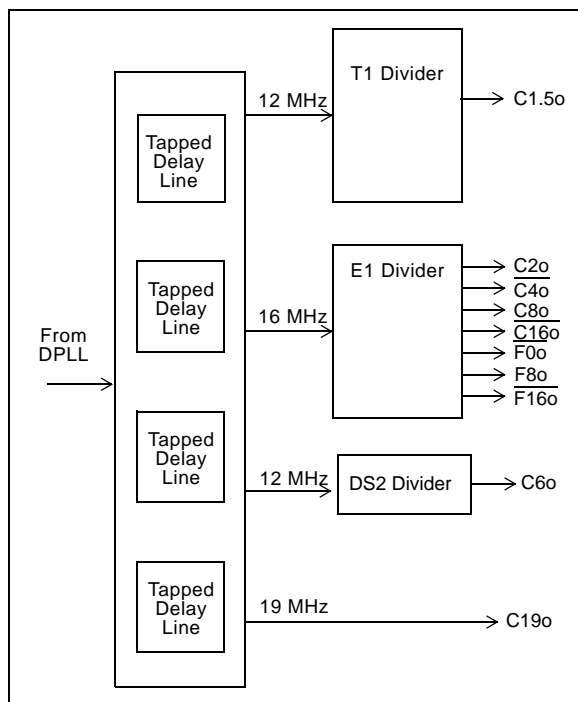 T1 Divider
12 MHz
C1.5o
Tapped
Delay
Line
E1 Divider
C2o
C4o
Tapped
Delay
Line
16 MHz
C8o
C16o
F0o
F8o
F16o
From
DPLL
Tapped
Delay
Line
12 MHz
DS2 Divider
C6o
Tapped
Delay
Line
19 MHz
C19o